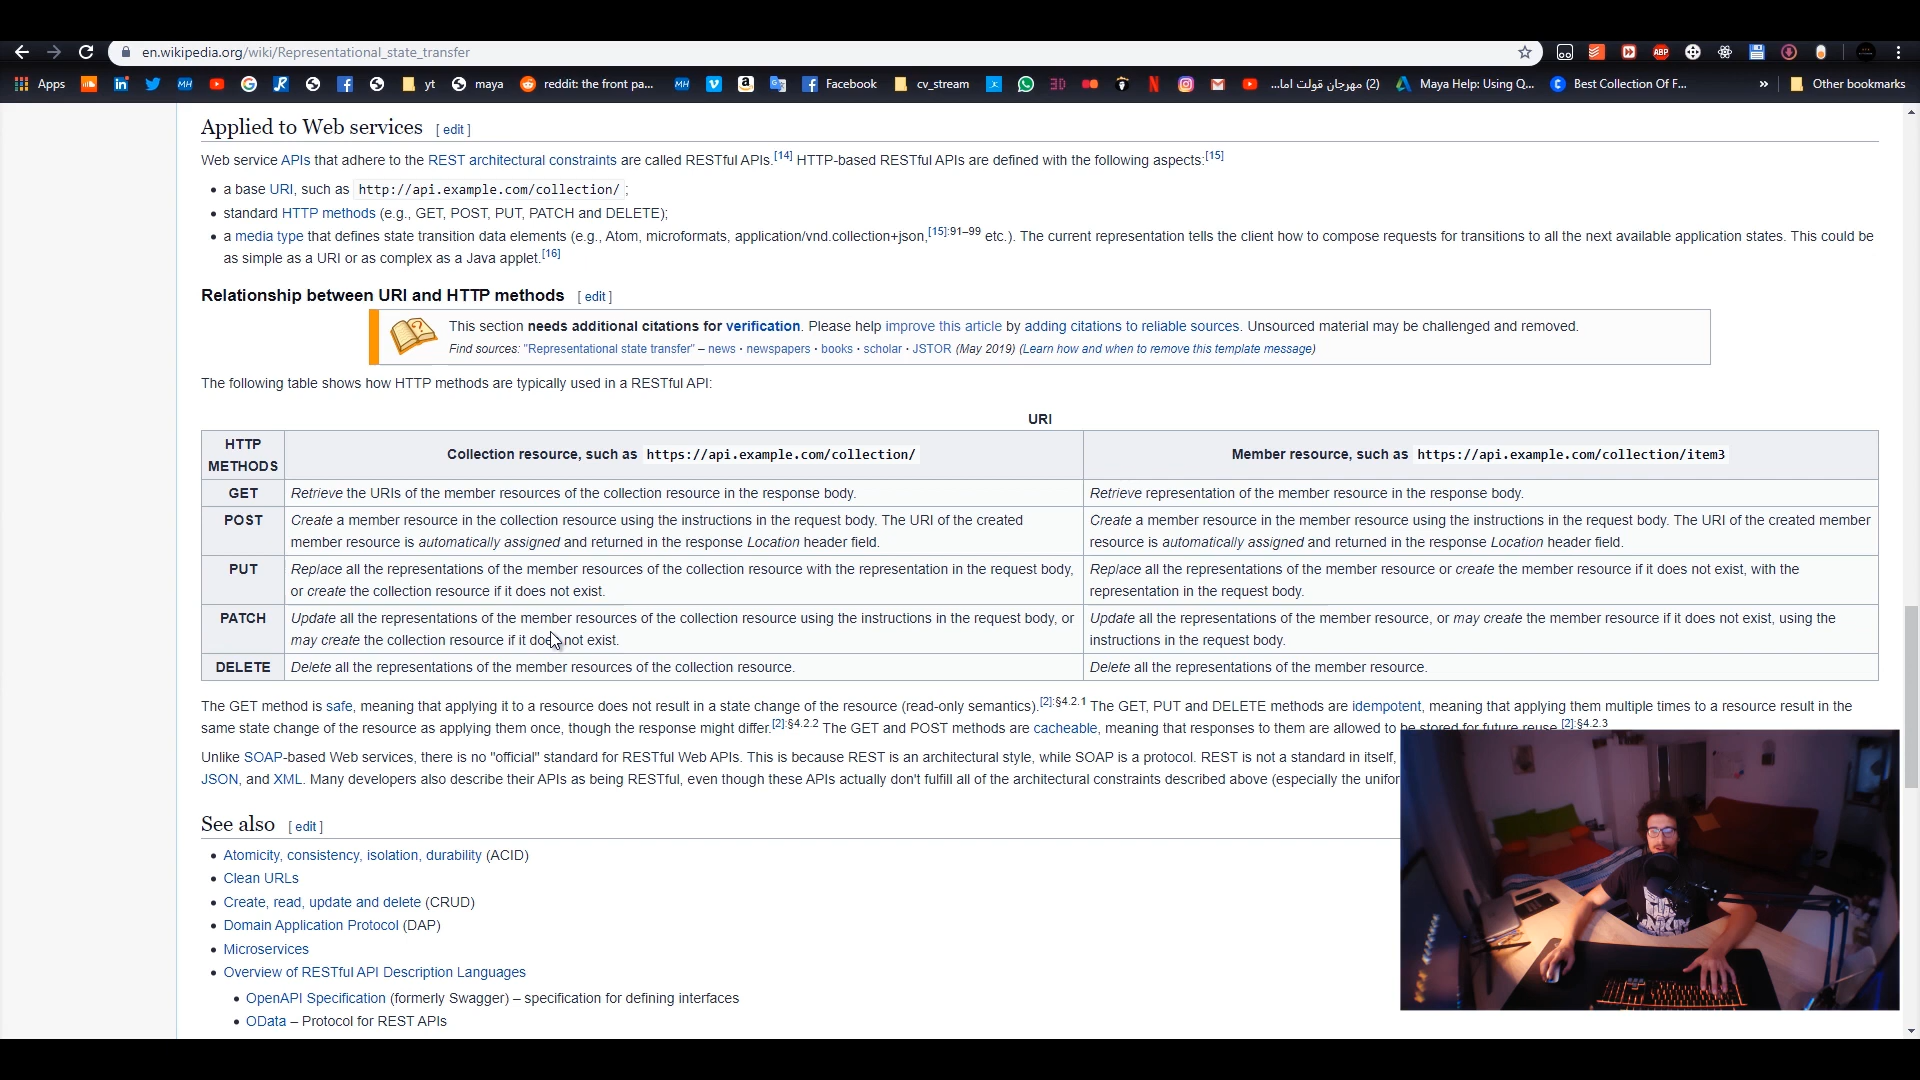 en.wikipedia.org/wiki/Representational_state_transfer
Apps yt maya reddit: the front pa... Facebook cv_stream (2) مهرجان قولت اما... Maya Help: Using Q... Best Collection Of F... » Other bookmarks
Applied to Web services [ edit ]
Web service APIs that adhere to the REST architectural constraints are called RESTful APIs.[14] HTTP-based RESTful APIs are defined with the following aspects:[15]
• a base URI, such as http://api.example.com/collection/ ;
• standard HTTP methods (e.g., GET, POST, PUT, PATCH and DELETE);
• a media type that defines state transition data elements (e.g., Atom, microformats, application/vnd.collection+json,[15]:91–99 etc.). The current representation tells the client how to compose requests for transitions to all the next available application states. This could be
as simple as a URI or as complex as a Java applet.[16]
Relationship between URI and HTTP methods [ edit ]
This section needs additional citations for verification. Please help improve this article by adding citations to reliable sources. Unsourced material may be challenged and removed.
Find sources: "Representational state transfer" – news · newspapers · books · scholar · JSTOR (May 2019) (Learn how and when to remove this template message)
The following table shows how HTTP methods are typically used in a RESTful API:
URI
HTTP
METHODS
Collection resource, such as https://api.example.com/collection/
Member resource, such as https://api.example.com/collection/item3
GET
Retrieve the URIs of the member resources of the collection resource in the response body.
Retrieve representation of the member resource in the response body.
POST
Create a member resource in the collection resource using the instructions in the request body. The URI of the created
member resource is automatically assigned and returned in the response Location header field.
Create a member resource in the member resource using the instructions in the request body. The URI of the created member
resource is automatically assigned and returned in the response Location header field.
PUT
Replace all the representations of the member resources of the collection resource with the representation in the request body,
or create the collection resource if it does not exist.
Replace all the representations of the member resource or create the member resource if it does not exist, with the
representation in the request body.
PATCH
Update all the representations of the member resources of the collection resource using the instructions in the request body, or
may create the collection resource if it does not exist.
Update all the representations of the member resource, or may create the member resource if it does not exist, using the
instructions in the request body.
DELETE
Delete all the representations of the member resources of the collection resource.
Delete all the representations of the member resource.
The GET method is safe, meaning that applying it to a resource does not result in a state change of the resource (read-only semantics).[2]:§4.2.1 The GET, PUT and DELETE methods are idempotent, meaning that applying them multiple times to a resource result in the
same state change of the resource as applying them once, though the response might differ.[2]:§4.2.2 The GET and POST methods are cacheable, meaning that responses to them are allowed to be stored for future reuse.[2]:§4.2.3
Unlike SOAP-based Web services, there is no "official" standard for RESTful Web APIs. This is because REST is an architectural style, while SOAP is a protocol. REST is not a standard in itself,
JSON, and XML. Many developers also describe their APIs as being RESTful, even though these APIs actually don't fulfill all of the architectural constraints described above (especially the unifor
See also [ edit ]
• Atomicity, consistency, isolation, durability (ACID)
• Clean URLs
• Create, read, update and delete (CRUD)
• Domain Application Protocol (DAP)
• Microservices
• Overview of RESTful API Description Languages
• OpenAPI Specification (formerly Swagger) – specification for defining interfaces
• OData – Protocol for REST APIs